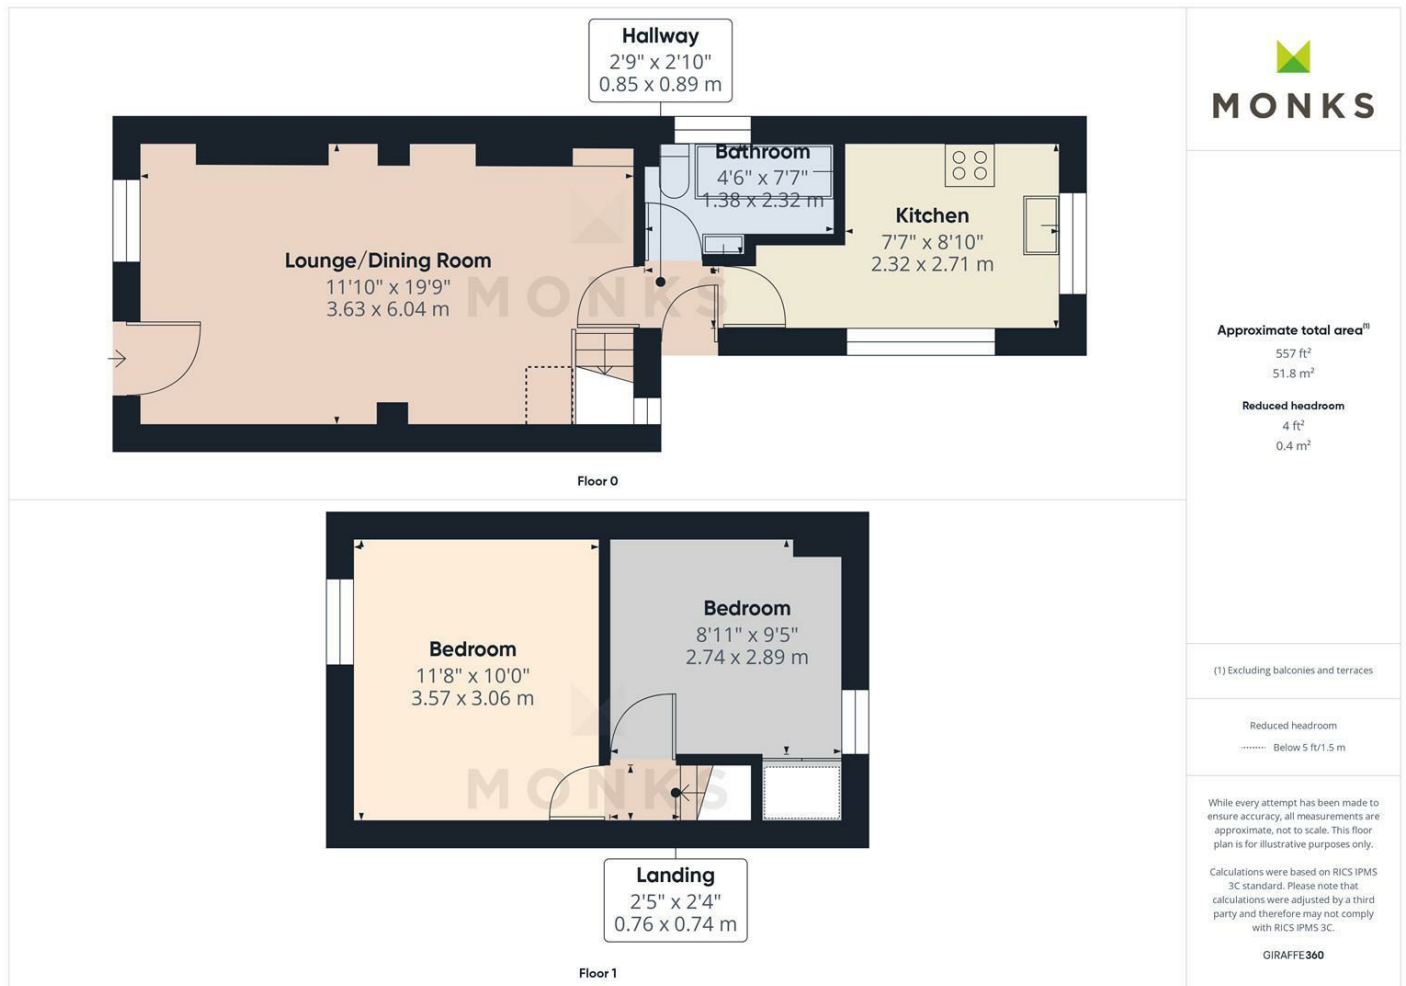 Hallway
2'9" x 2'10"
0.85 x 0.89 m
Bathroom
4'6" x 7'7"
1.38 x 2.32 m
Kitchen
7'7" x 8'10"
2.32 x 2.71 m
Lounge/Dining Room
11'10" x 19'9"
3.63 x 6.04 m
MONKS
Floor 0
Bedroom
11'8" x 10'0"
3.57 x 3.06 m
Bedroom
8'11" x 9'5"
2.74 x 2.89 m
MONKS
Landing
2'5" x 2'4"
0.76 x 0.74 m
Floor 1
MONKS
Approximate total area⁽¹⁾
557 ft²
51.8 m²
Reduced headroom
4 ft²
0.4 m²
(1) Excluding balconies and terraces
Reduced headroom
Below 5 ft/1.5 m
While every attempt has been made to
ensure accuracy, all measurements are
approximate, not to scale. This floor
plan is for illustrative purposes only.
Calculations were based on RICS IPMS
3C standard. Please note that
calculations were adjusted by a third
party and therefore may not comply
with RICS IPMS 3C.
GIRAFFE360